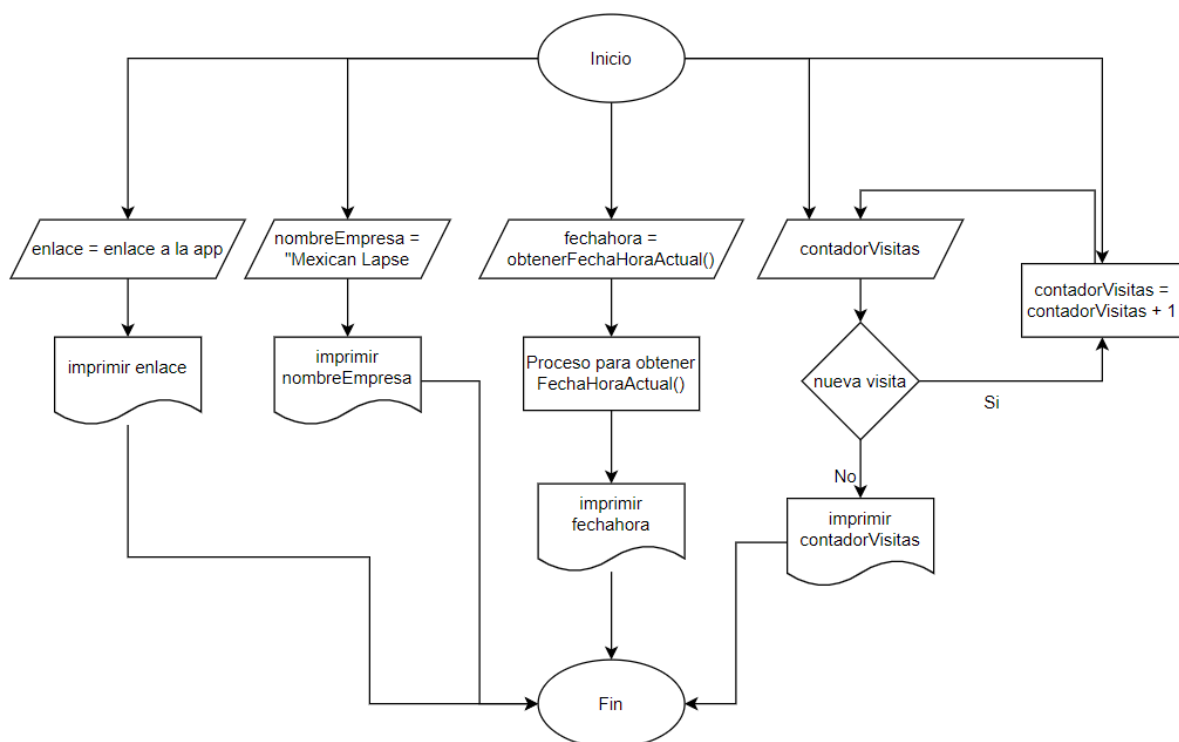 Inicio
enlace = enlace a la app
nombreEmpresa =
"Mexican Lapse
fechahora =
obtenerFechaHoraActual()
contadorVisitas
contadorVisitas =
contadorVisitas + 1
imprimir enlace
imprimir
nombreEmpresa
Proceso para obtener
FechaHoraActual()
nueva visita
Si
No
imprimir
fechahora
imprimir
contadorVisitas
Fin